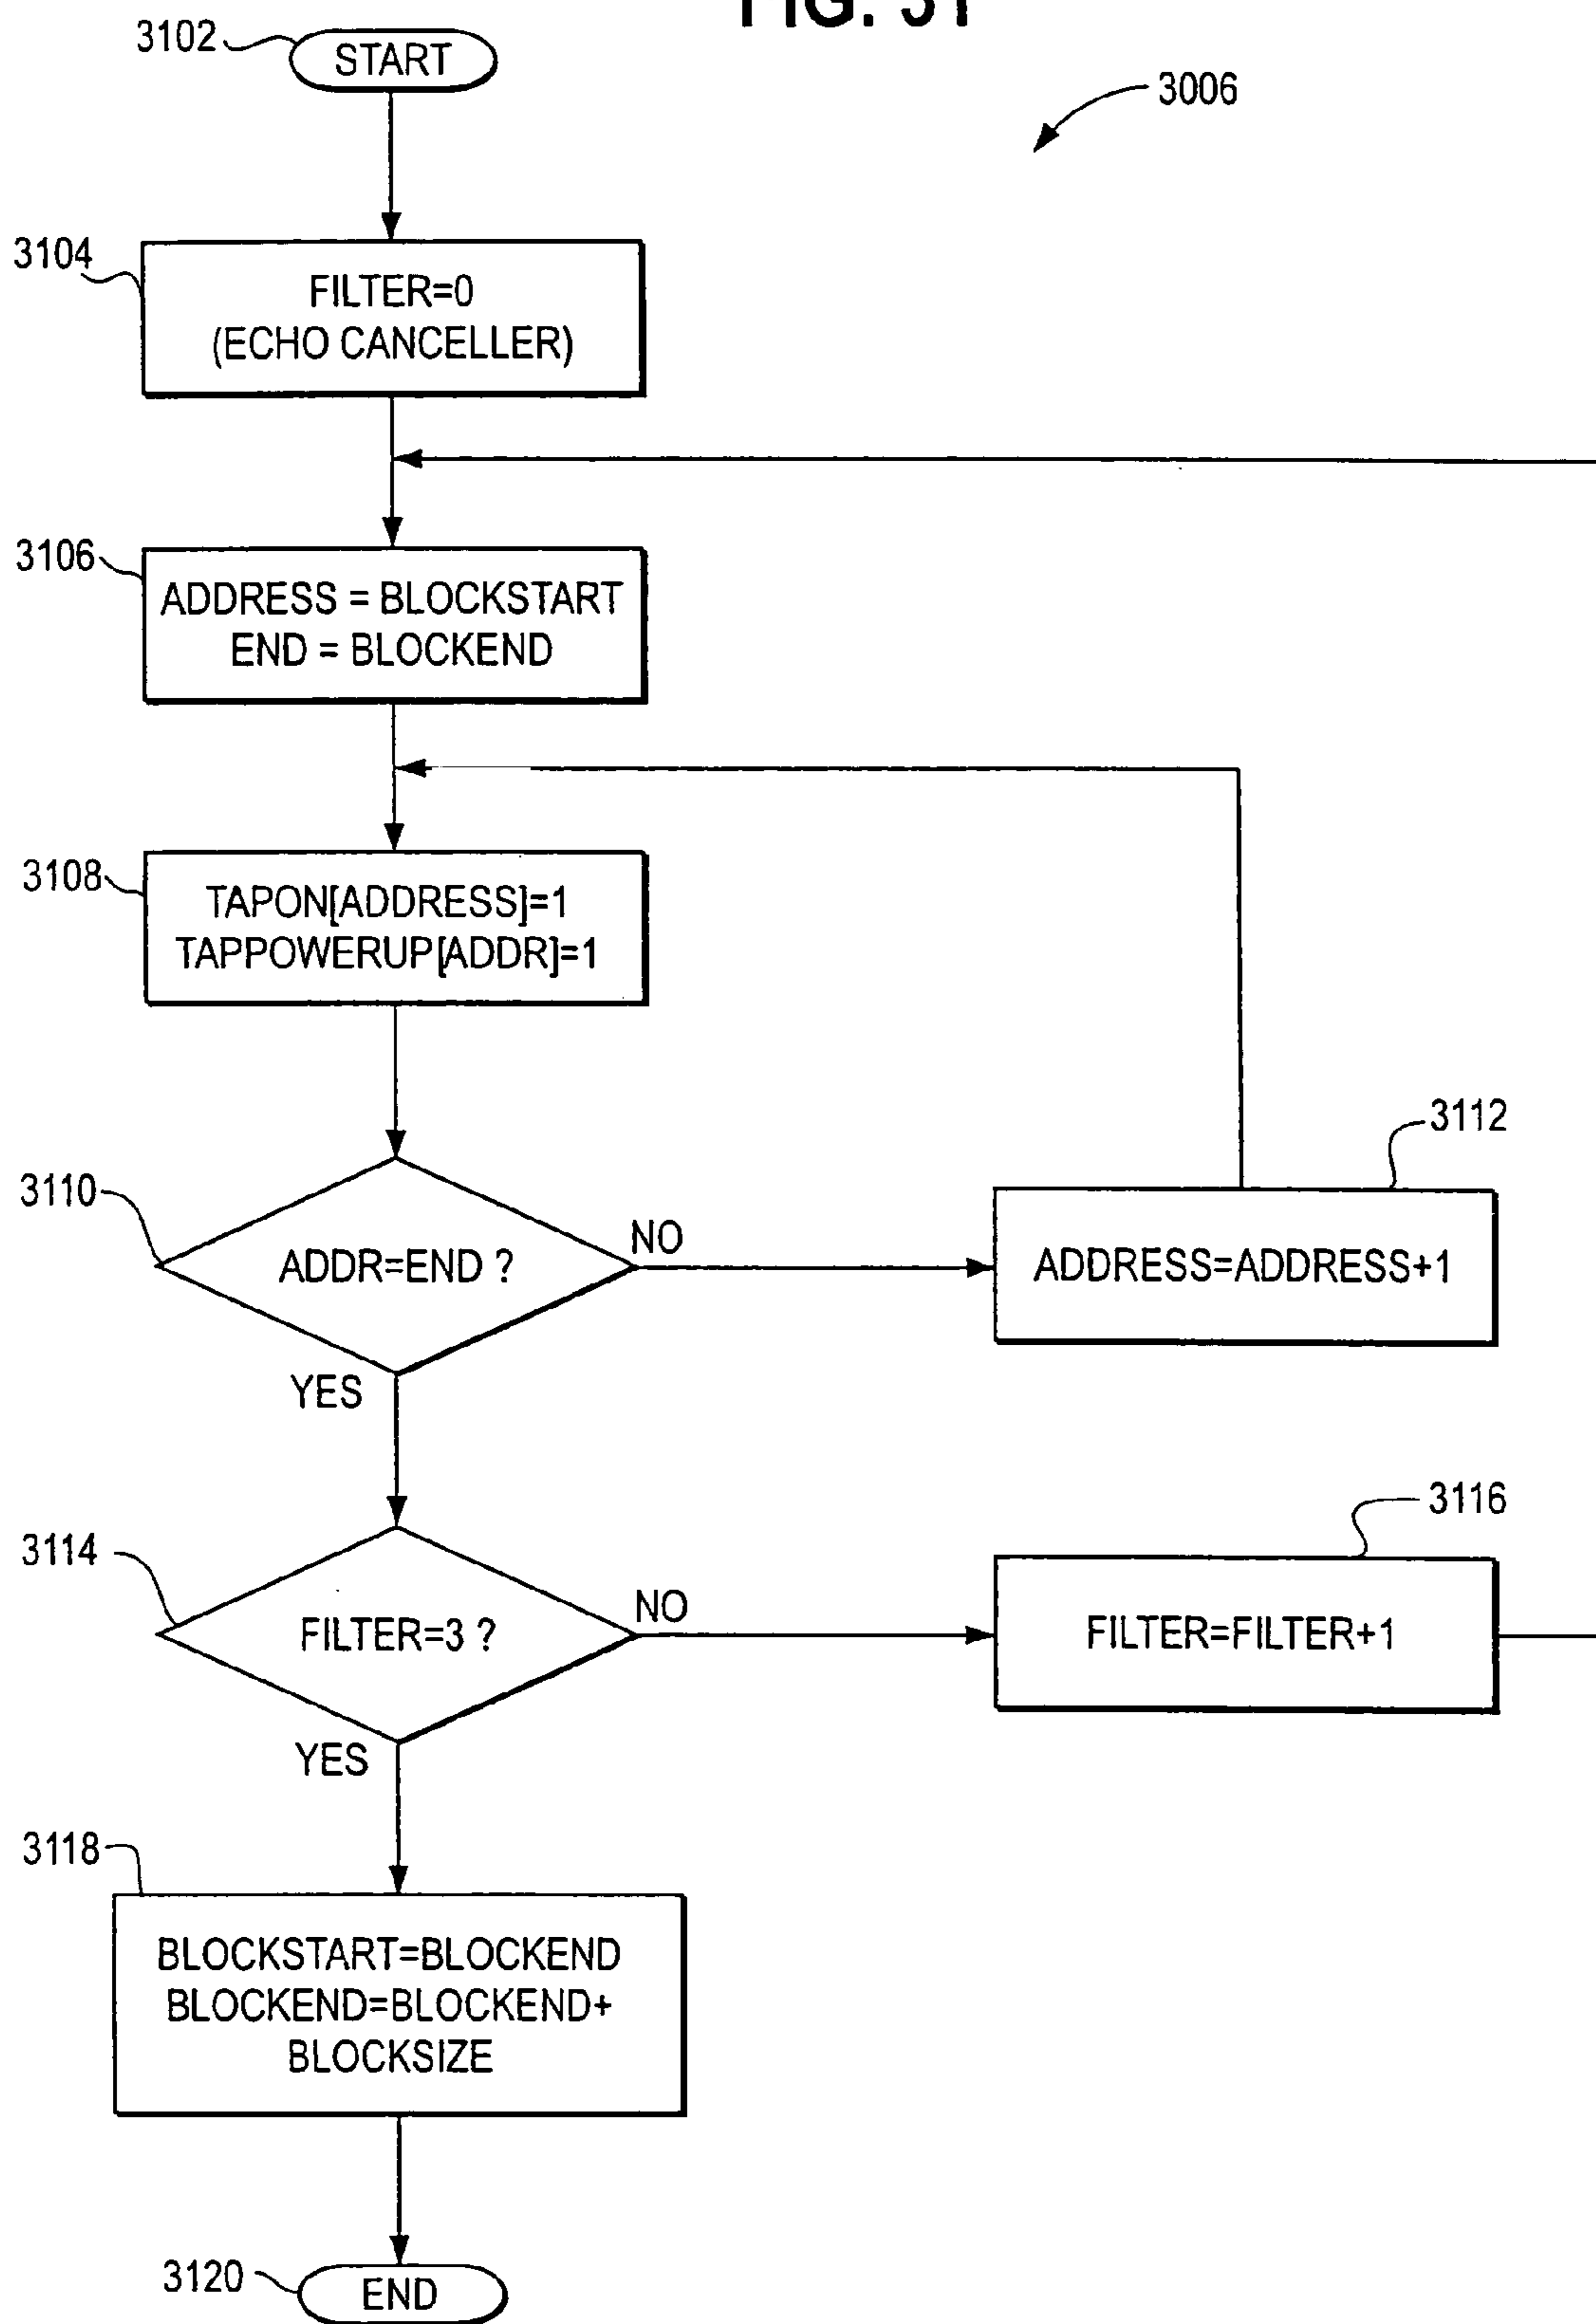 FIG. 31
3102
START
3006
3104
FILTER=0
(ECHO CANCELLER)
3106
ADDRESS = BLOCKSTART
END = BLOCKEND
3108
TAPON[ADDRESS]=1
TAPPOWERUP[ADDR]=1
3110
ADDR=END ?
NO
3112
ADDRESS=ADDRESS+1
YES
3114
FILTER=3 ?
NO
3116
FILTER=FILTER+1
YES
3118
BLOCKSTART=BLOCKEND
BLOCKEND=BLOCKEND+
BLOCKSIZE
3120
END